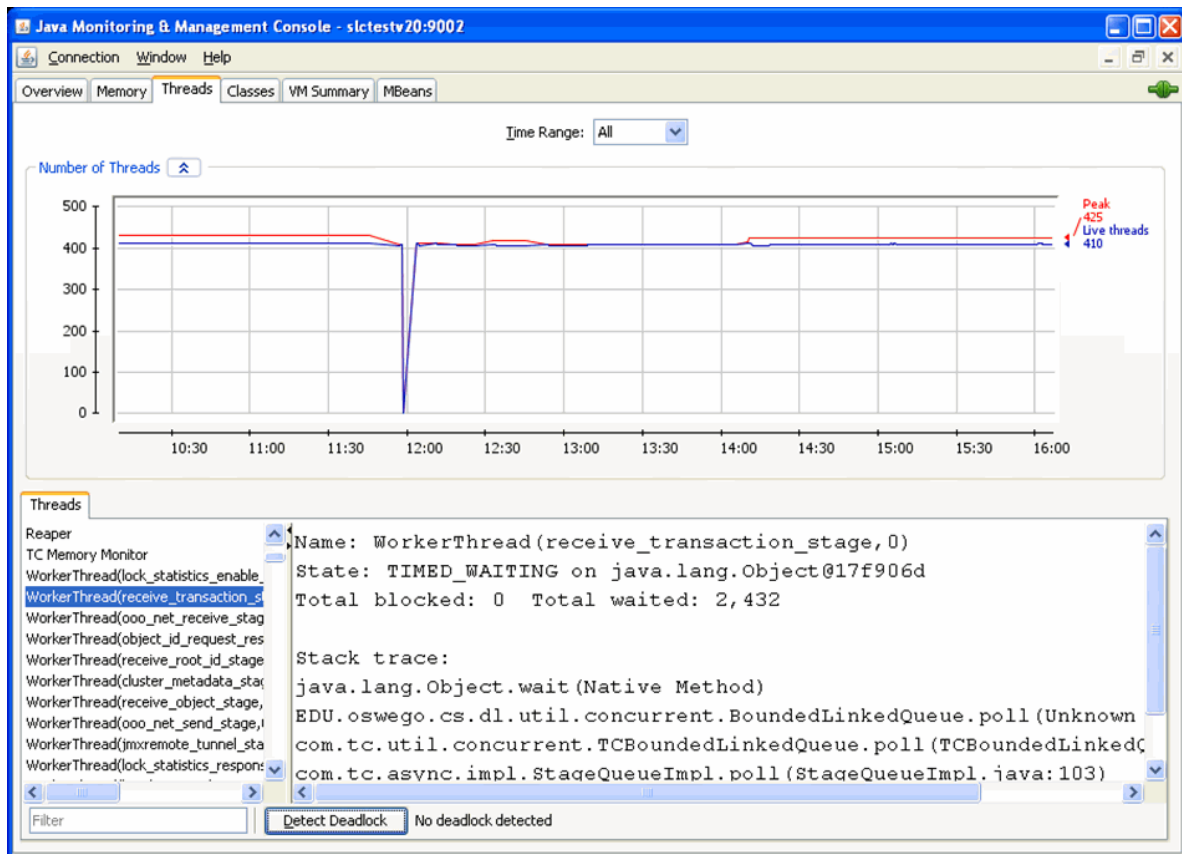 Java Monitoring & Management Console - slctestv20:9002
Connection Window Help
Overview Memory Threads Classes VM Summary MBeans
Time Range: All
Number of Threads
500
400
300
200
100
0
Peak
425
Live threads
410
10:30 11:00 11:30 12:00 12:30 13:00 13:30 14:00 14:30 15:00 15:30 16:00
Threads
Reaper
TC Memory Monitor
WorkerThread(lock_statistics_enable_
WorkerThread(receive_transaction_st
WorkerThread(ooo_net_receive_stag
WorkerThread(object_id_request_res
WorkerThread(receive_root_id_stage
WorkerThread(cluster_metadata_stag
WorkerThread(receive_object_stage,
WorkerThread(ooo_net_send_stage,
WorkerThread(jmxremote_tunnel_sta
WorkerThread(lock_statistics_respons
Name: WorkerThread(receive_transaction_stage,0)
State: TIMED_WAITING on java.lang.Object@17f906d
Total blocked: 0 Total waited: 2,432
Stack trace:
java.lang.Object.wait(Native Method)
EDU.oswego.cs.dl.util.concurrent.BoundedLinkedQueue.poll(Unknown
com.tc.util.concurrent.TCBoundedLinkedQueue.poll(TCBoundedLinkedQ
com.tc.async.impl.StageQueueImpl.poll(StageQueueImpl.java:103)
Filter
Detect Deadlock No deadlock detected